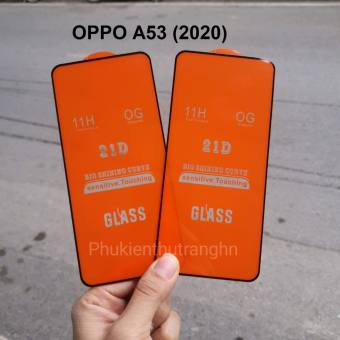 OPPO A53 (2020)
11H OG
21D
BIG SHINING CURVE
sensitive Touching
GLASS
11H OG
21D
BIG SHINING CURVE
sensitive Touching
GLASS
Phukienthutranghn